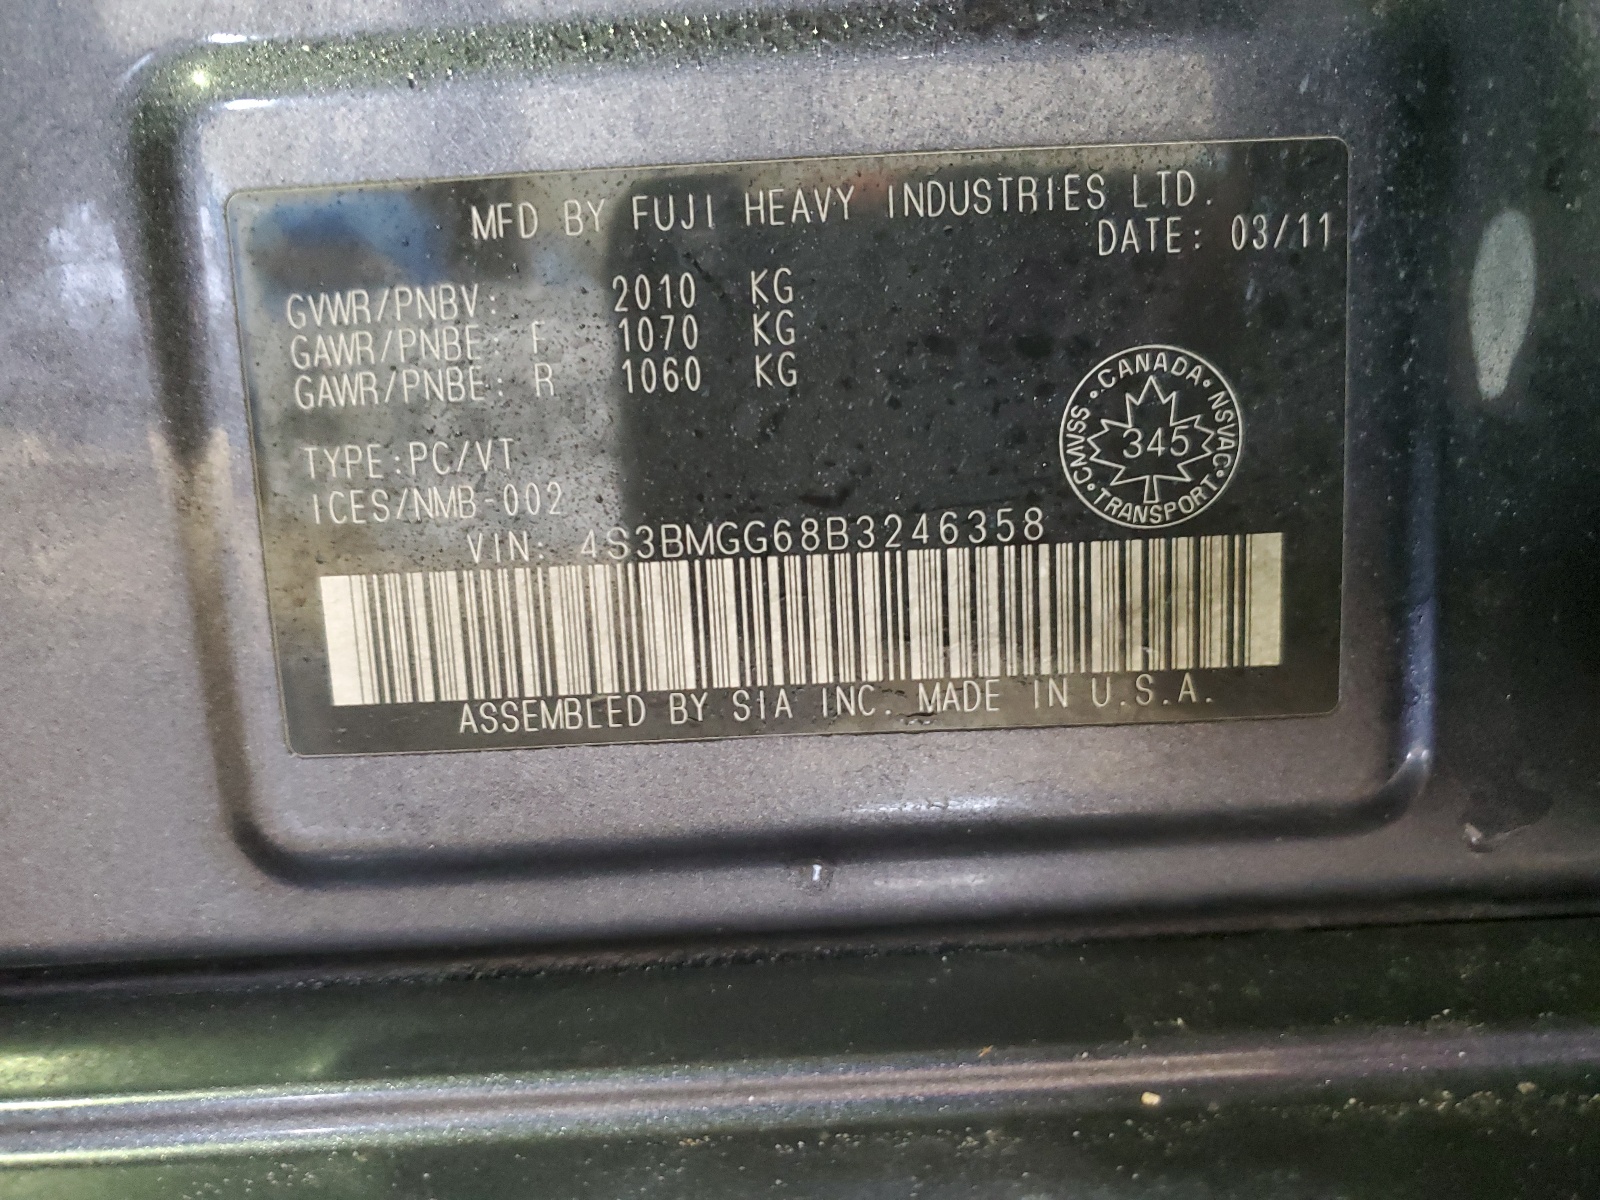 MFD BY FUJI HEAVY INDUSTRIES LTD.
DATE: 03/11
GVWR/PNBV: 2010 KG
GAWR/PNBE: F 1070 KG
GAWR/PNBE: R 1060 KG
TYPE:PC/VT
ICES/NMB-002
CANADA
NSVAC
TRANSPORT
CMVSS
345
VIN: 4S3BMGG68B3246358
ASSEMBLED BY SIA INC. MADE IN U.S.A.